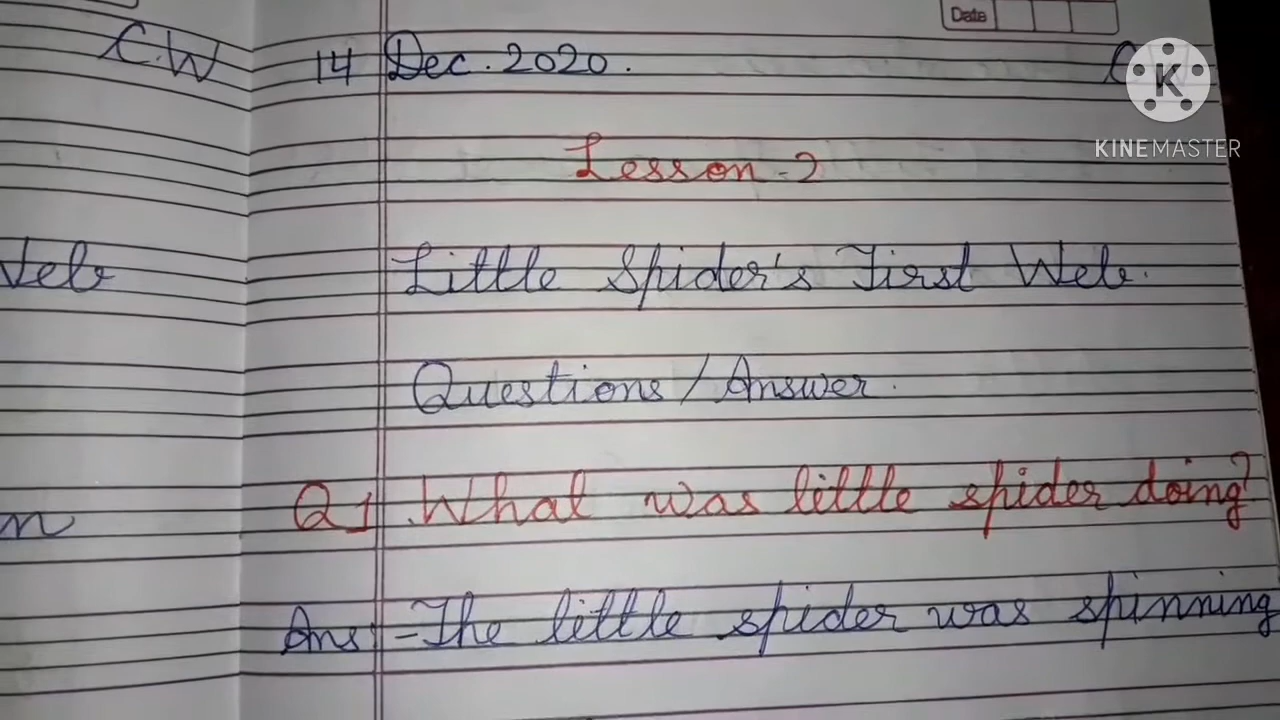 Date
C.W 14 Dec. 2020.
KINEMASTER
Lesson-2
Web Little Spider's First Web.
Questions/Answer.
Q1. What was little spider doing?
Ans:-The little spider was spinning